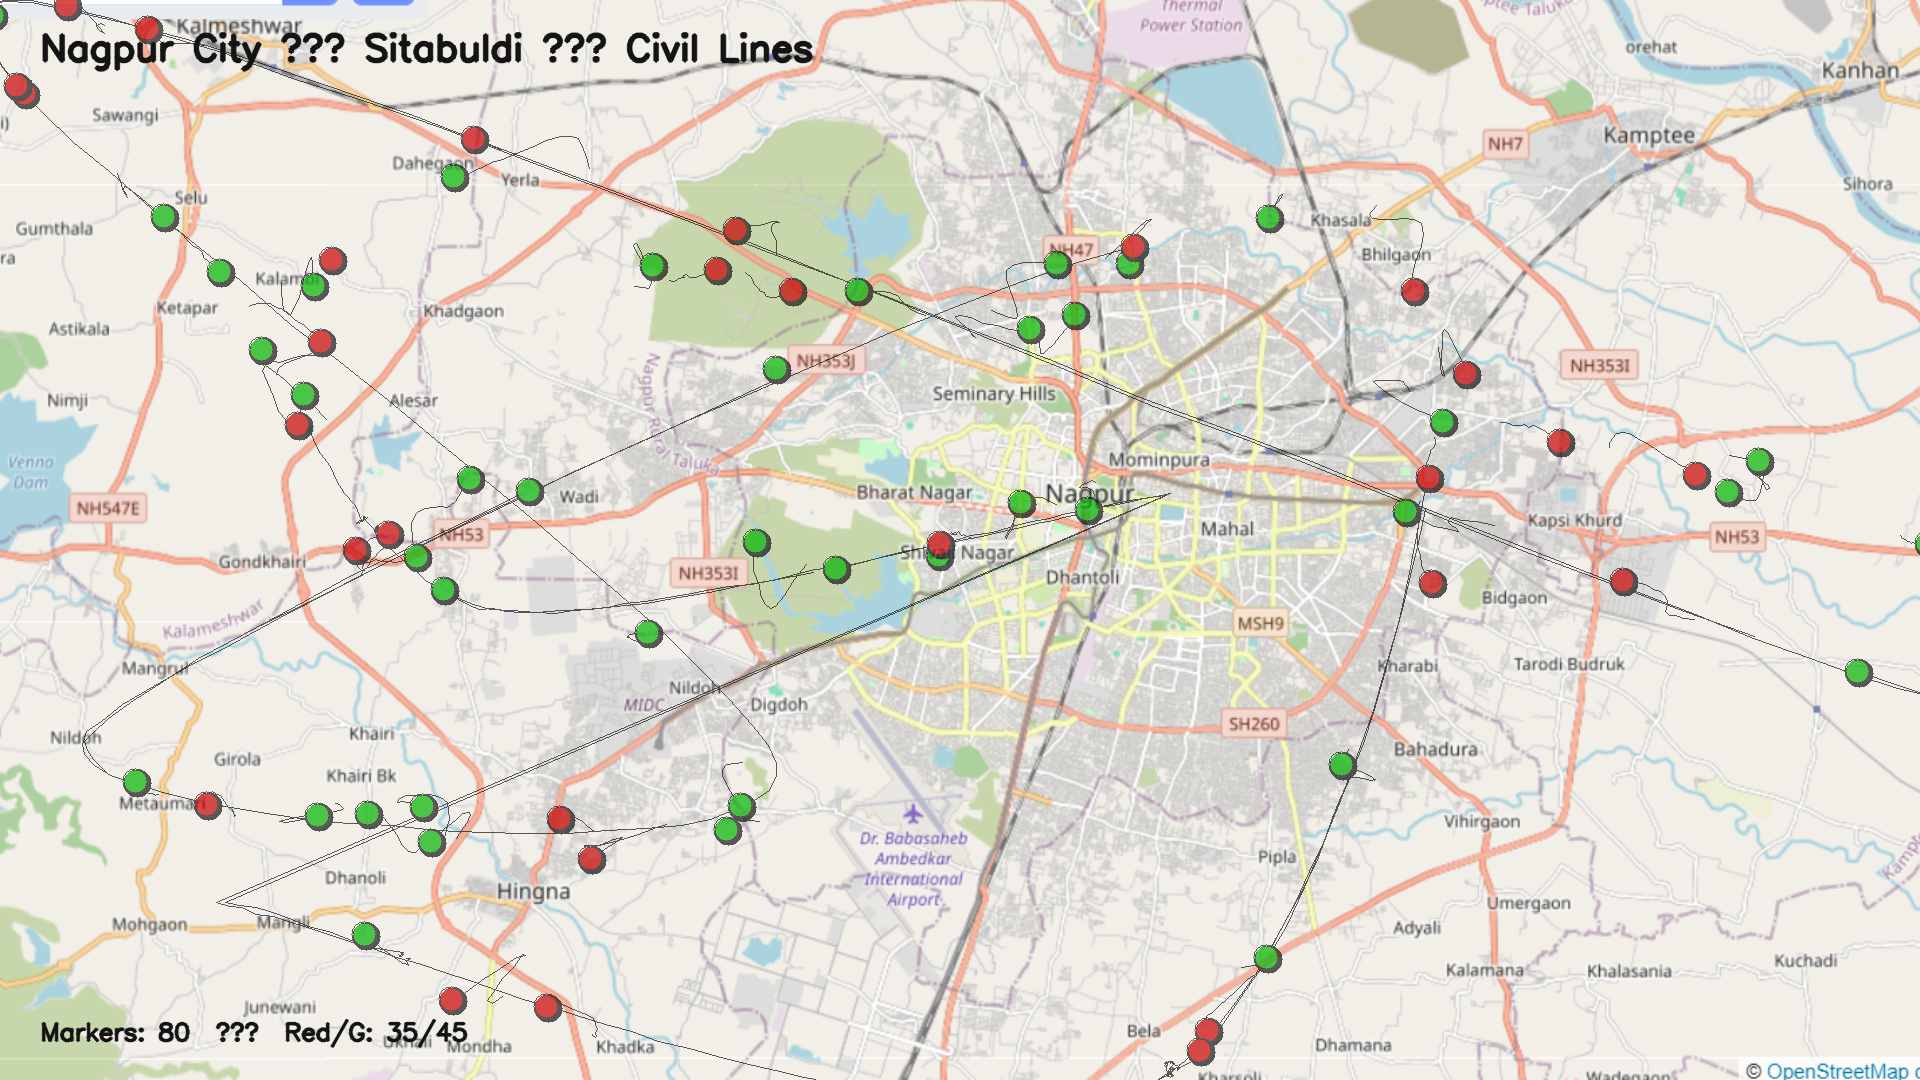 Thermal
Power Station
Kalmeshwar
Nagpur City ??? Sitabuldi ??? Civil Lines
orehat
Kanhan
Sawangi
NH7
Kamptee
Dahegaon
Yerla
Selu
Sihora
Gumthala
Khasala
NH47
Bhilgaon
Ketapar
Khadgaon
Astikala
NH353J
NH353I
Seminary Hills
Nimji
Alesar
Nagpur Rural Taluka
Mominpura
Venna
Dam
Bharat Nagar
Nagpur
Wadi
NH547E
Kapsi Khurd
Mahal
NH53
NH53
Gondkhairi
Shivaji Nagar
NH353I
Dhantoli
Bidgaon
Kalameshwar
MSH9
Mangrul
Kharabi
Tarodi Budruk
Nildoh
MIDC
Digdoh
SH260
Nildoh
Khairi
Bahadura
Girola
Khairi Bk
Metaumari
Dr. Babasaheb
Ambedkar
International
Airport
Vihirgaon
Pipla
Dhanoli
Hingna
Umergaon
Mohgaon
Mangli
Adyali
Kalamana
Khalasania
Kuchadi
Junewani
Markers: 80 ??? Red/G: 35/45
Mondha
Khadka
Bela
Dhamana
Kharsoli
Wadegaon
© OpenStreetMap c